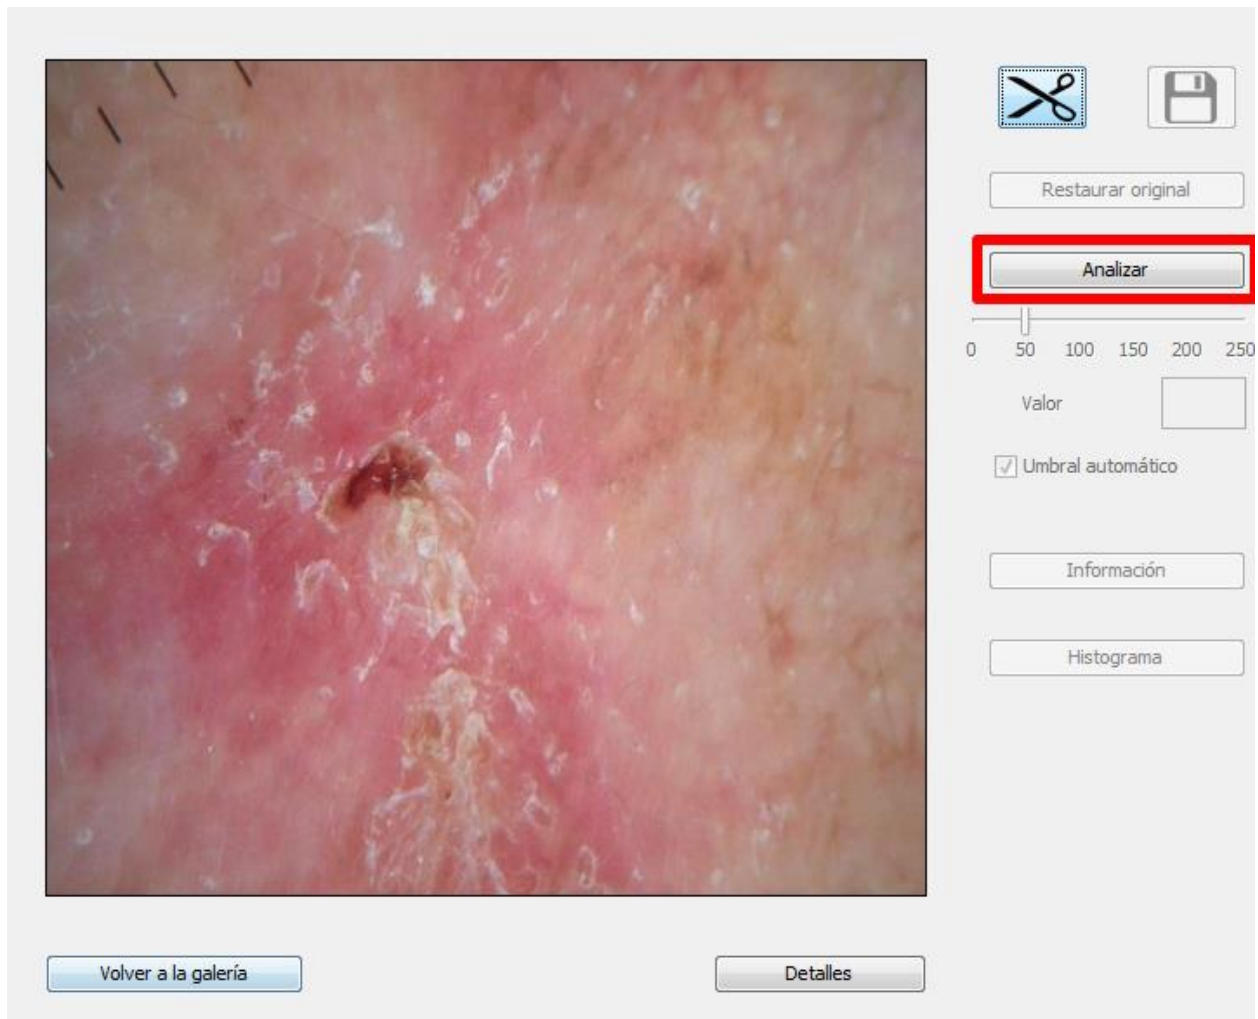 Restaurar original
Analizar
0 50 100 150 200 250
Valor
Umbral automático
Información
Histograma
Volver a la galería
Detalles